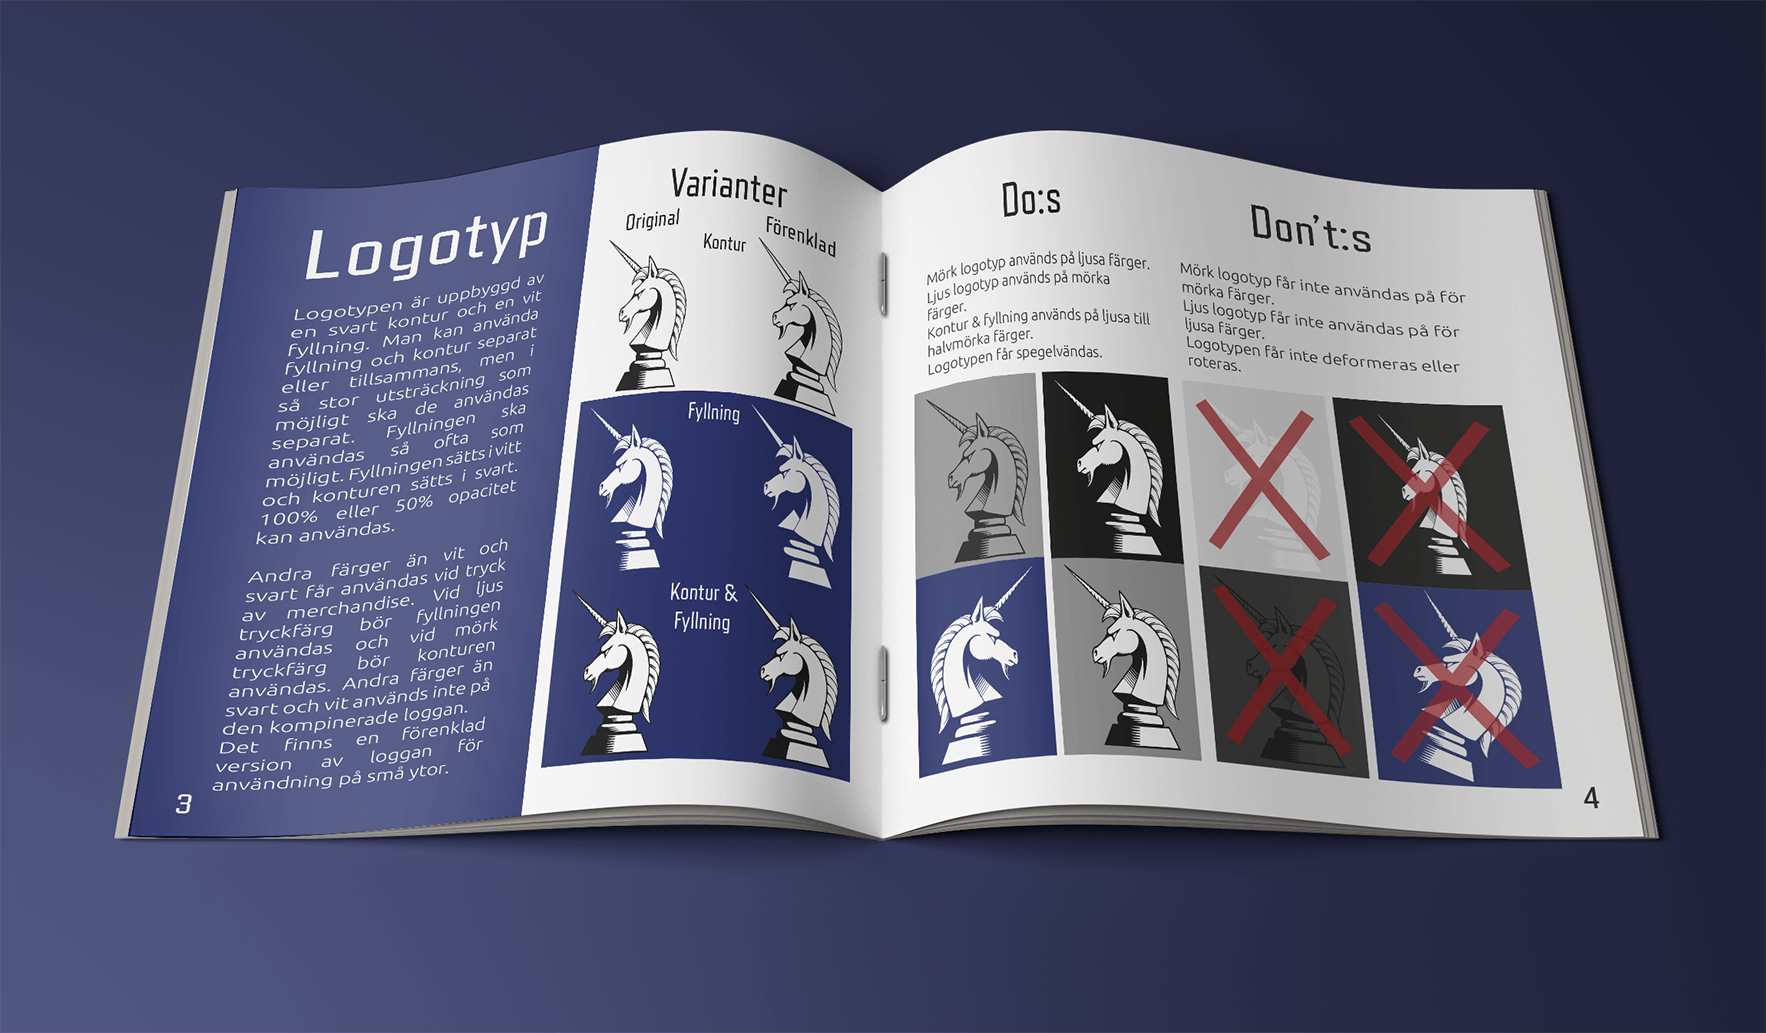 Logotyp
Logotypen är uppbyggd av
en svart kontur och en vit
fyllning. Man kan använda
fyllning och kontur separat
eller tillsammans, men i
så stor utsträckning som
möjligt ska de användas
separat. Fyllningen ska
användas så ofta som
möjligt. Fyllningen sätts i vitt
och konturen sätts i svart.
100% eller 50% opacitet
kan användas.
Andra färger än vit och
svart får användas vid tryck
av merchandise. Vid ljus
tryckfärg bör fyllningen
användas och vid mörk
tryckfärg bör konturen
användas. Andra färger än
svart och vit används inte på
den kompinerade loggan.
Det finns en förenklad
version av loggan för
användning på små ytor.
3
Varianter
Original
Förenklad
Kontur
Fyllning
Kontur &
Fyllning
Do:s
Mörk logotyp används på ljusa färger.
Ljus logotyp används på mörka
färger.
Kontur & fyllning används på ljusa till
halvmörka färger.
Logotypen får spegelvändas.
Don't:s
Mörk logotyp får inte användas på för
mörka färger.
Ljus logotyp får inte användas på för
ljusa färger.
Logotypen får inte deformeras eller
roteras.
4